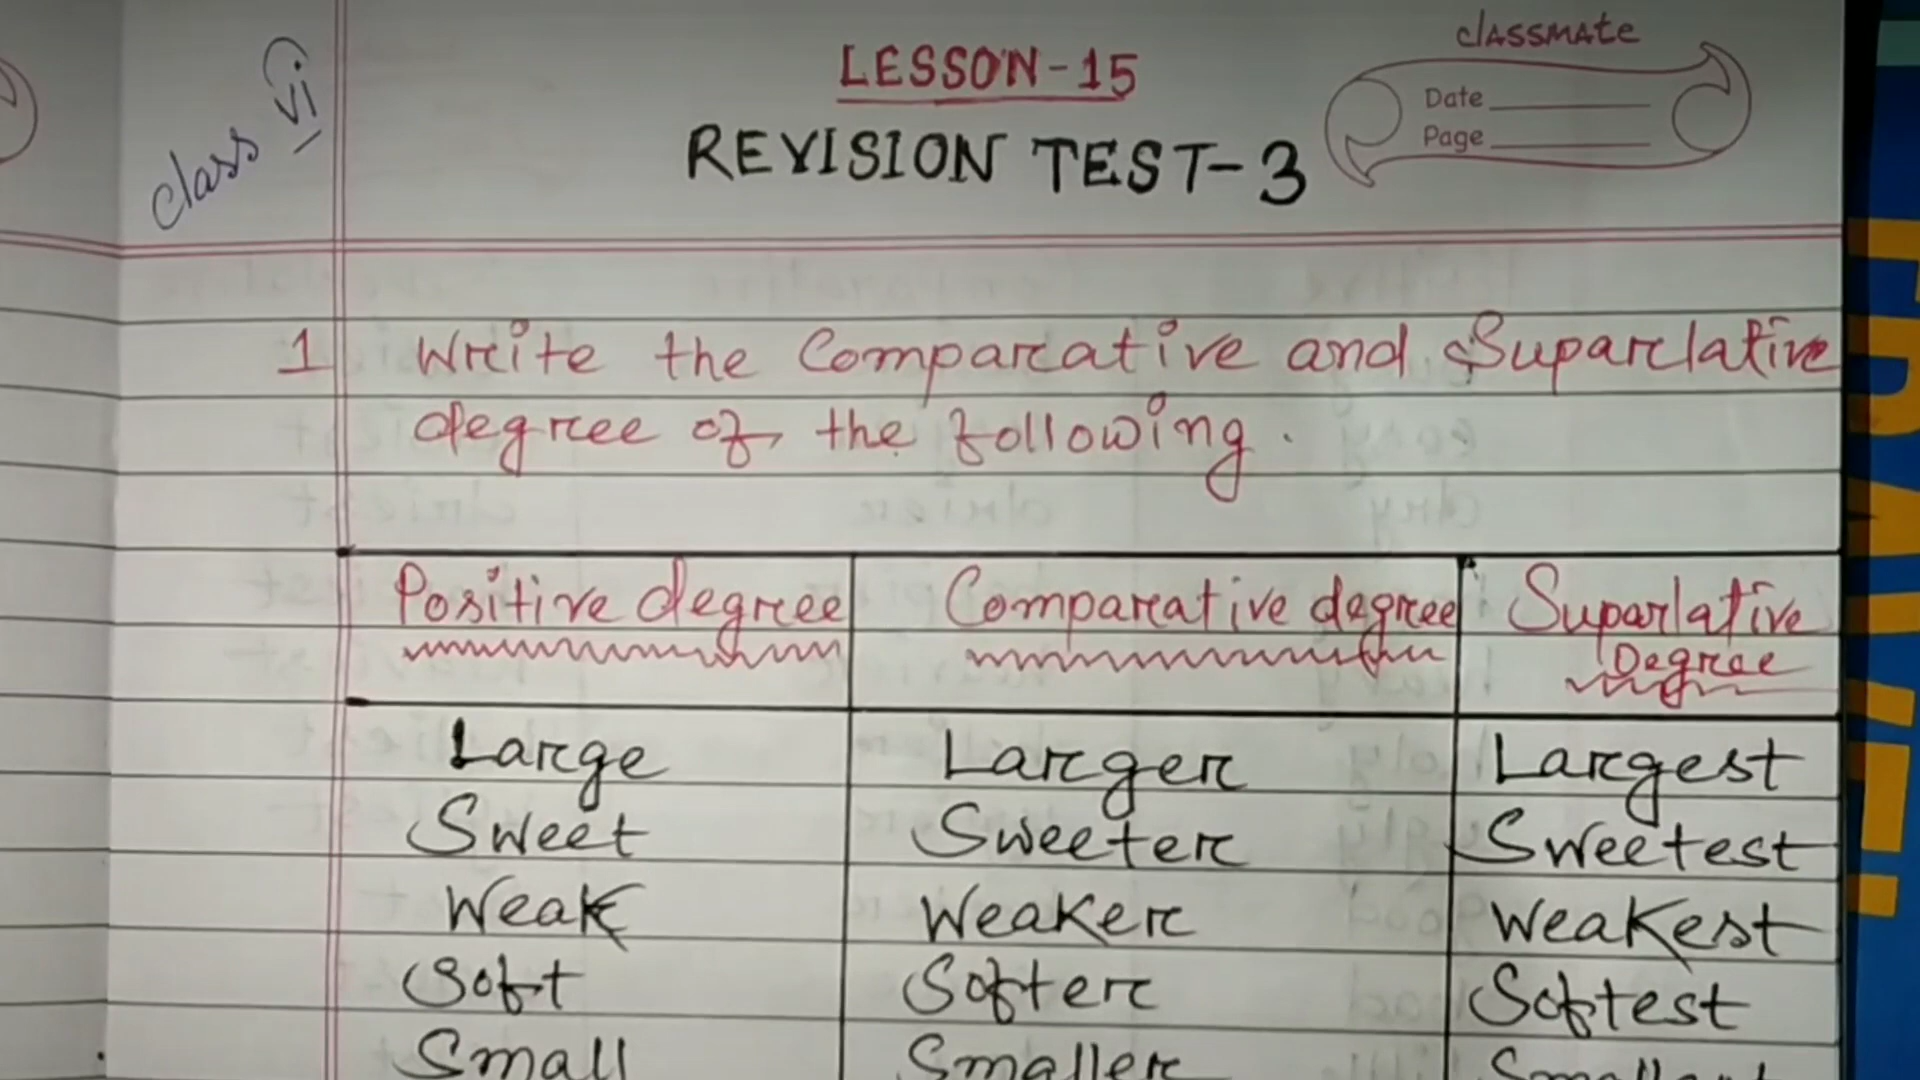 class vi
LESSON-15
REVISION TEST-3
classmate
Date
Page
1 Write the Comparative and Suparlative
degree of the following.
Positive degree Comparative degree Suparlative
Degree
Large Larger Largest
Sweet Sweeter Sweetest
Weak Weaker Weakest
Soft Softer Softest
Small Smaller Smallest